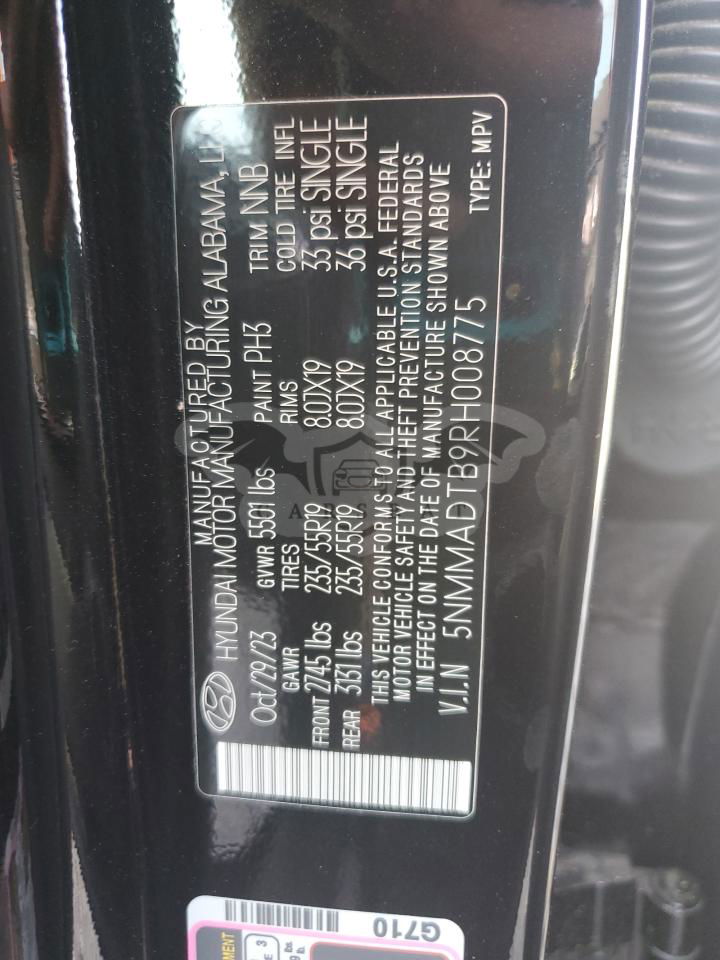 MANUFACTURED BY
HYUNDAI MOTOR MANUFACTURING ALABAMA, LLC
Oct/29/23 GVWR 5501 lbs PAINT PH3 TRIM NNB
GAWR TIRES RIMS COLD TIRE INFL
FRONT 2745 lbs 235/55R19 8.0JX19 33 psi SINGLE
REAR 3131 lbs 235/55R19 8.0JX19 36 psi SINGLE
THIS VEHICLE CONFORMS TO ALL APPLICABLE U.S.A. FEDERAL
MOTOR VEHICLE SAFETY AND THEFT PREVENTION STANDARDS
IN EFFECT ON THE DATE OF MANUFACTURE SHOWN ABOVE
V.I.N 5NMMADTB9RH008775 TYPE: MPV
G710